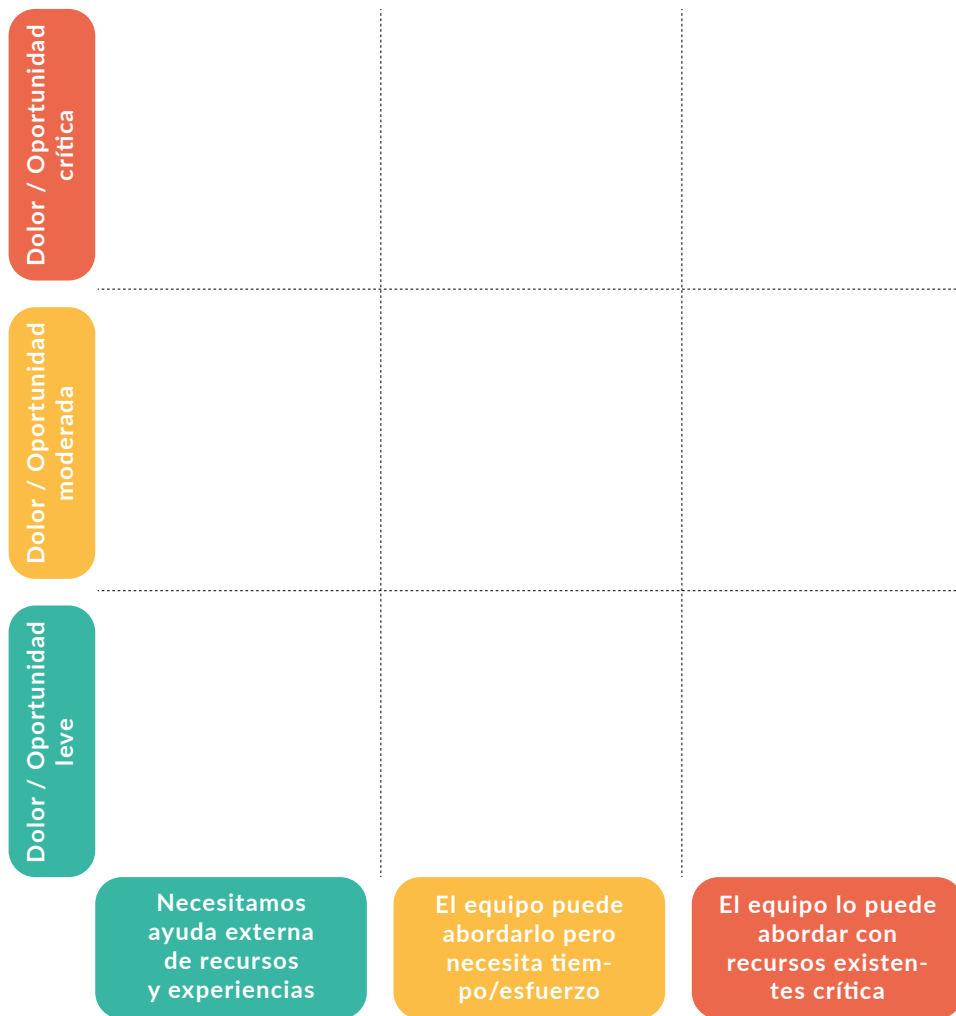 Dolor / Oportunidad
crítica
Dolor / Oportunidad
moderada
Dolor / Oportunidad
leve
Necesitamos
ayuda externa
de recursos
y experiencias
El equipo puede
abordarlo pero
necesita tiem-
po/esfuerzo
El equipo lo puede
abordar con
recursos existen-
tes crítica